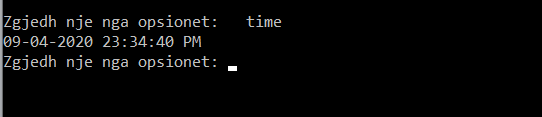 Zgjedh nje nga opsionet:   time
09-04-2020 23:34:40 PM
Zgjedh nje nga opsionet: